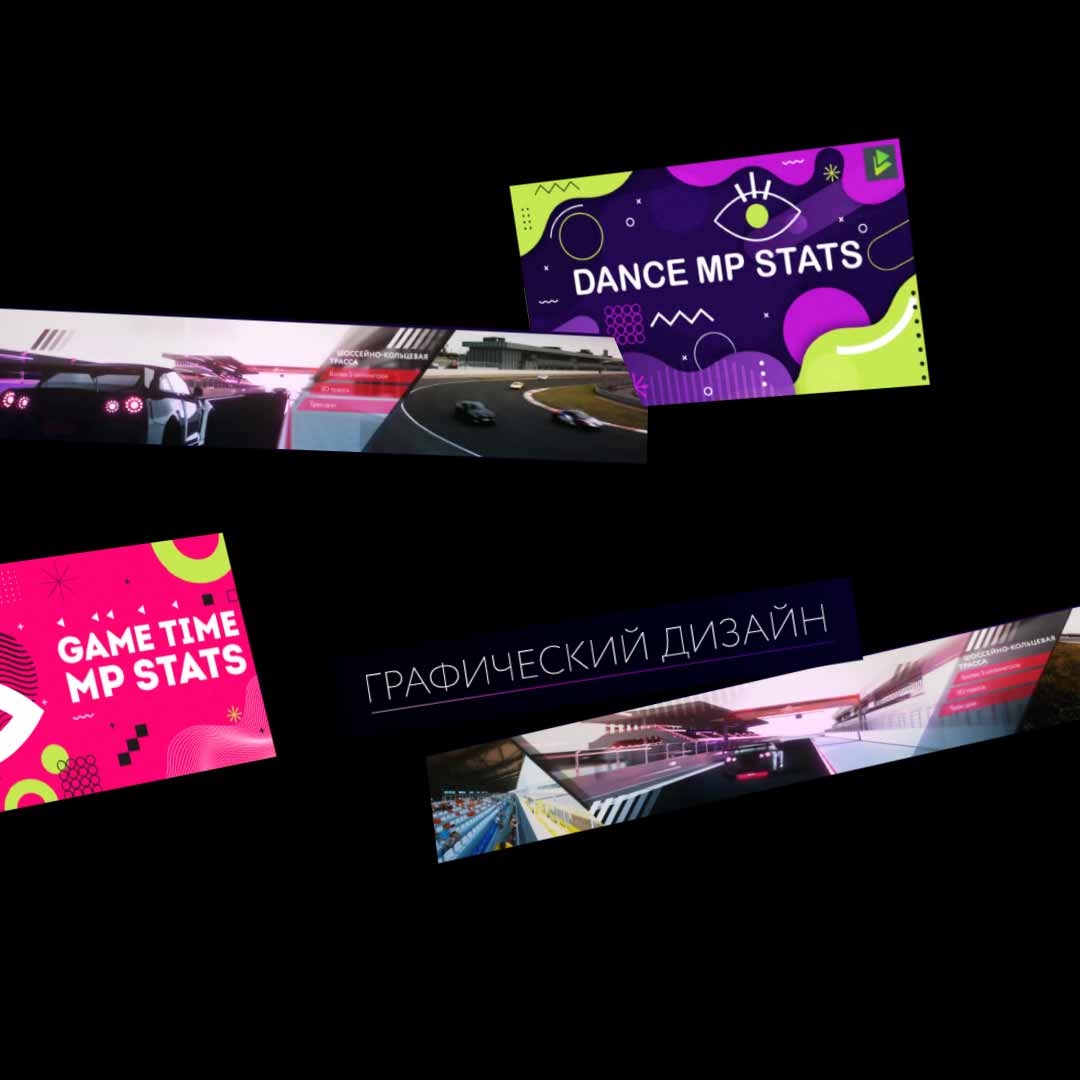 DANCE MP STATS
ШОССЕЙНО-КОЛЬЦЕВАЯ
ТРАССА
GAME TIME
MP STATS
ГРАФИЧЕСКИЙ ДИЗАЙН
ШОССЕЙНО-КОЛЬЦЕВАЯ
ТРАССА